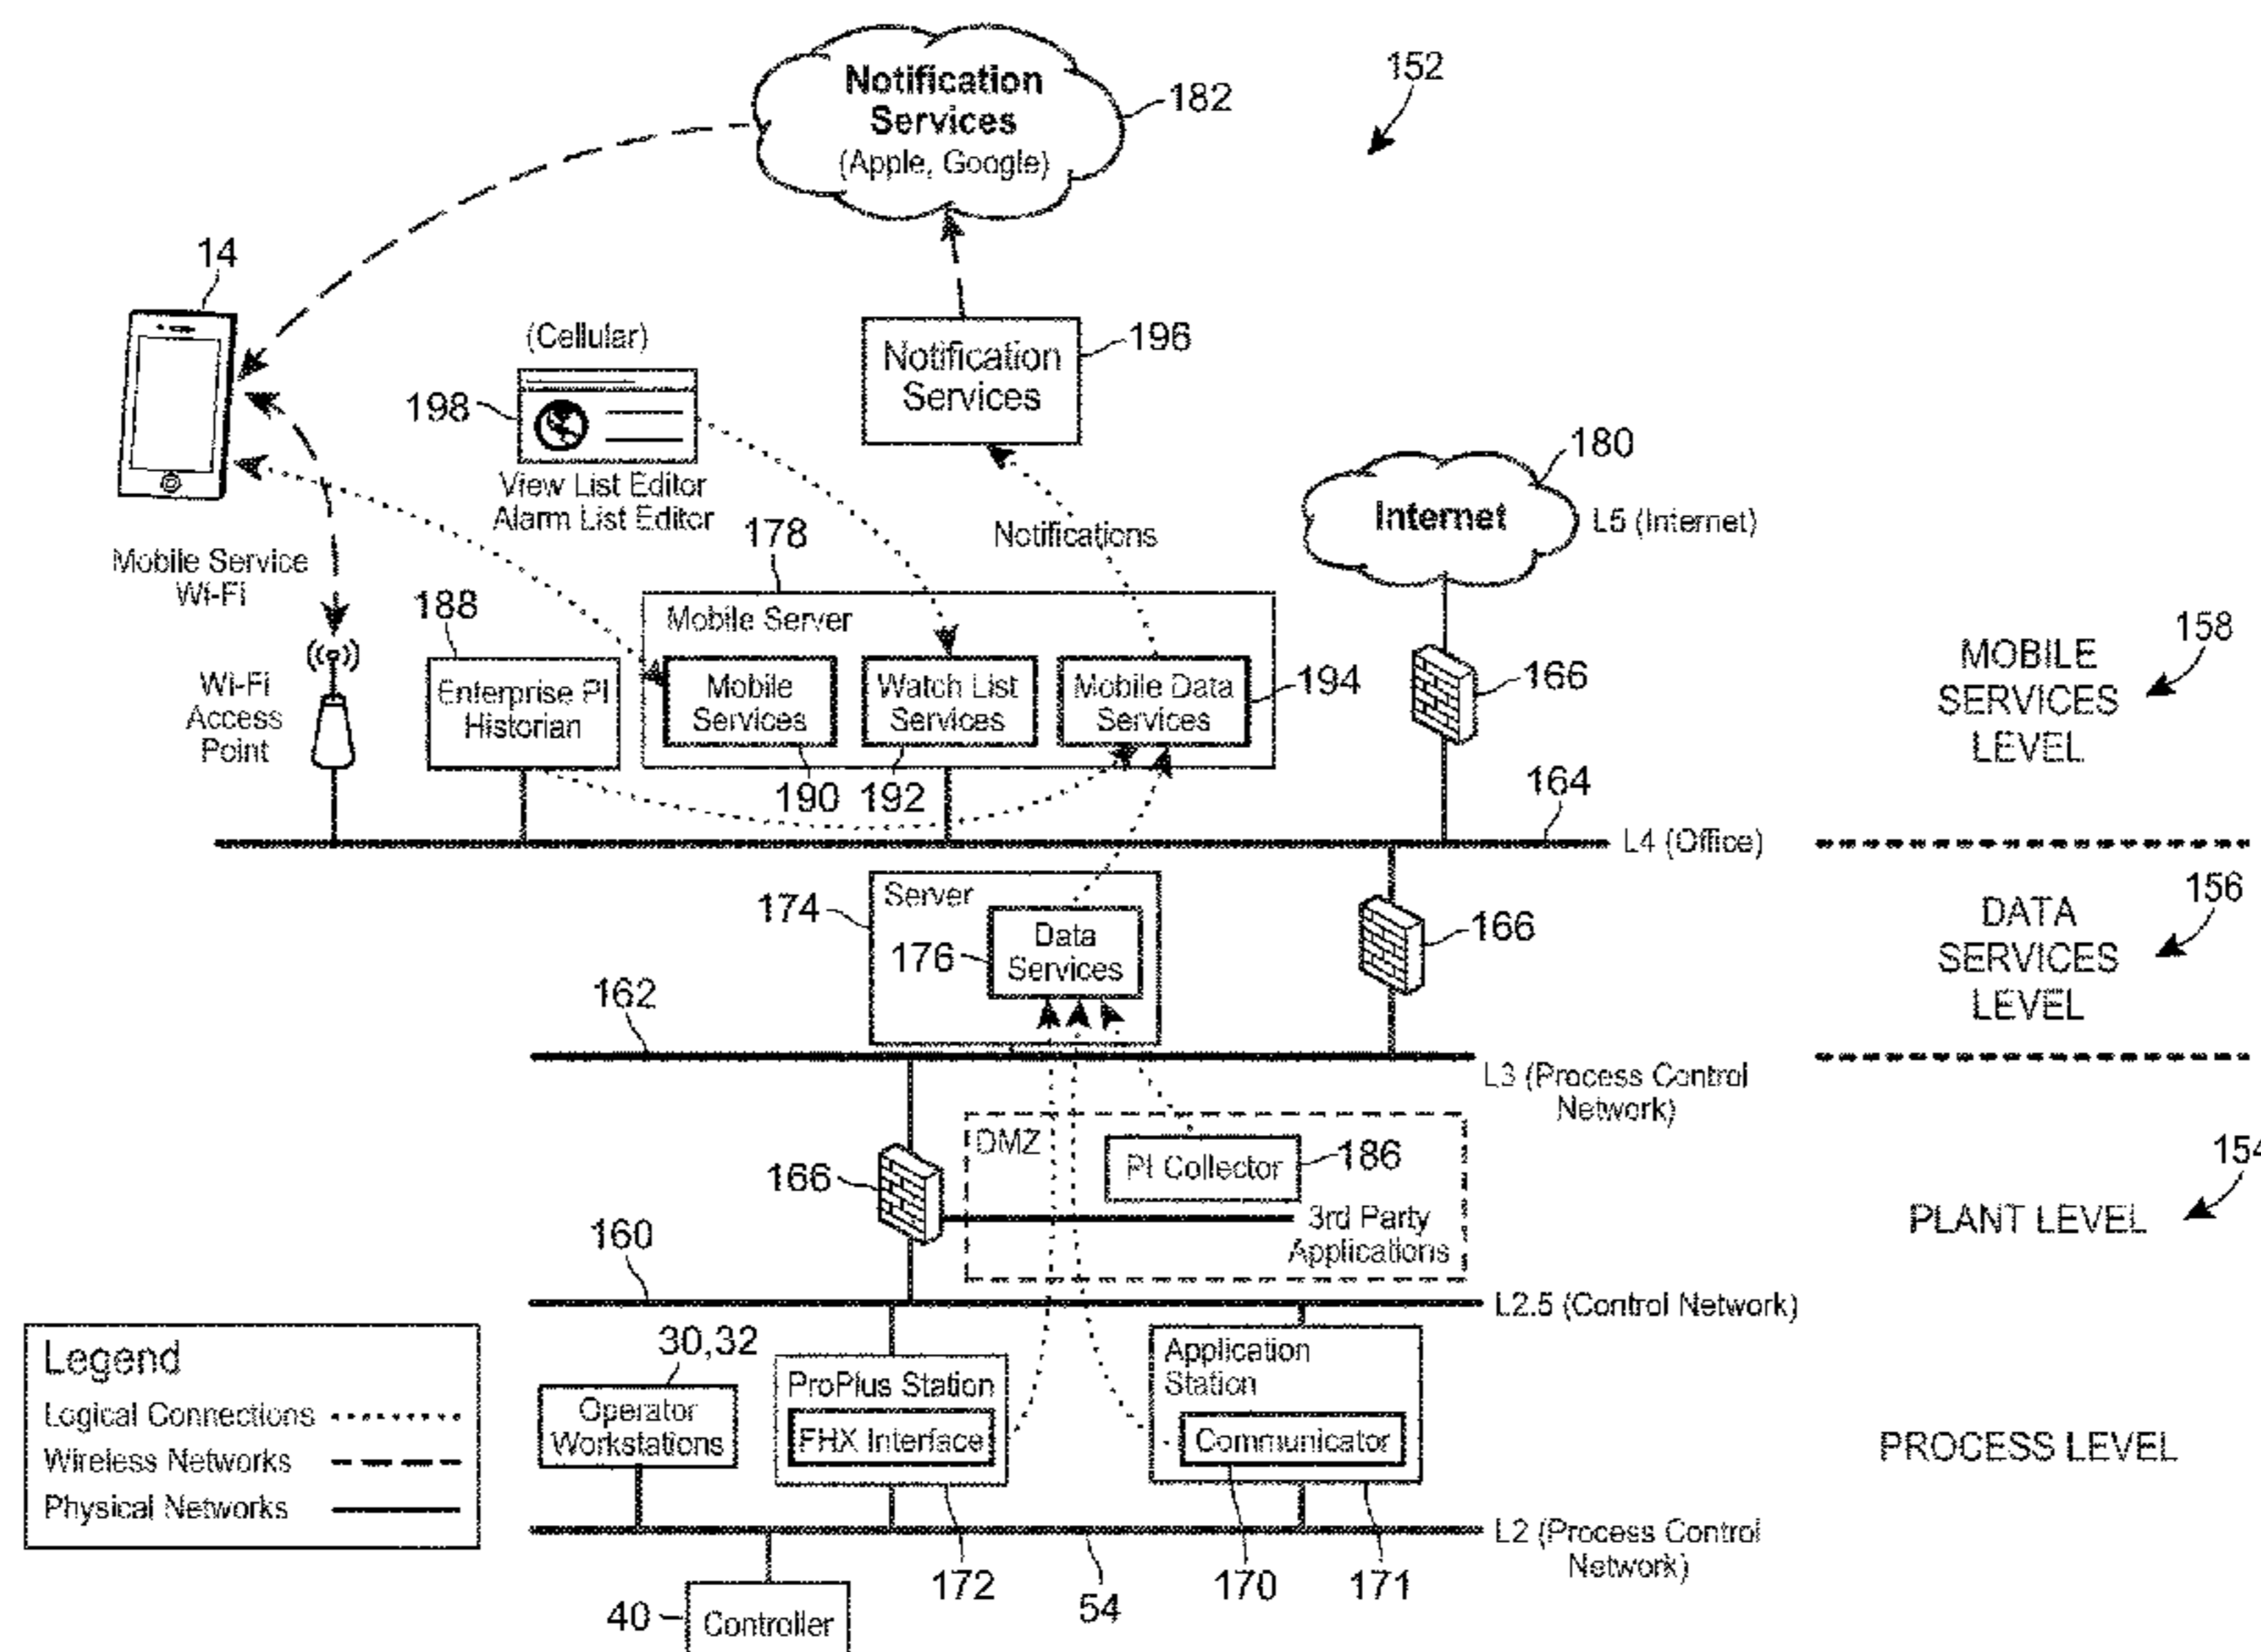 Notification
Services
(Apple, Google)
182
152
14
(Cellular)
198
View List Editor
Alarm List Editor
Notification
Services
196
180
Internet
L5 (Internet)
Notifications
178
Mobile Service
Wi-Fi
188
Mobile Server
Wi-Fi
Access
Point
Enterprise PI
Historian
Mobile
Services
Watch List
Services
Mobile Data
Services
194
166
190
192
164
MOBILE
SERVICES
LEVEL
158
L4 (Office)
174
Server
176
Data
Services
166
DATA
SERVICES
LEVEL
156
162
L3 (Process Control
Network)
DMZ
PI Collector
186
166
3rd Party
Applications
PLANT LEVEL
154
160
L2.5 (Control Network)
Legend
Logical Connections
Wireless Networks
Physical Networks
30,32
Operator
Workstations
ProPlus Station
FHX Interface
Application
Station
Communicator
PROCESS LEVEL
L2 (Process Control
Network)
172
54
170
171
40
Controller